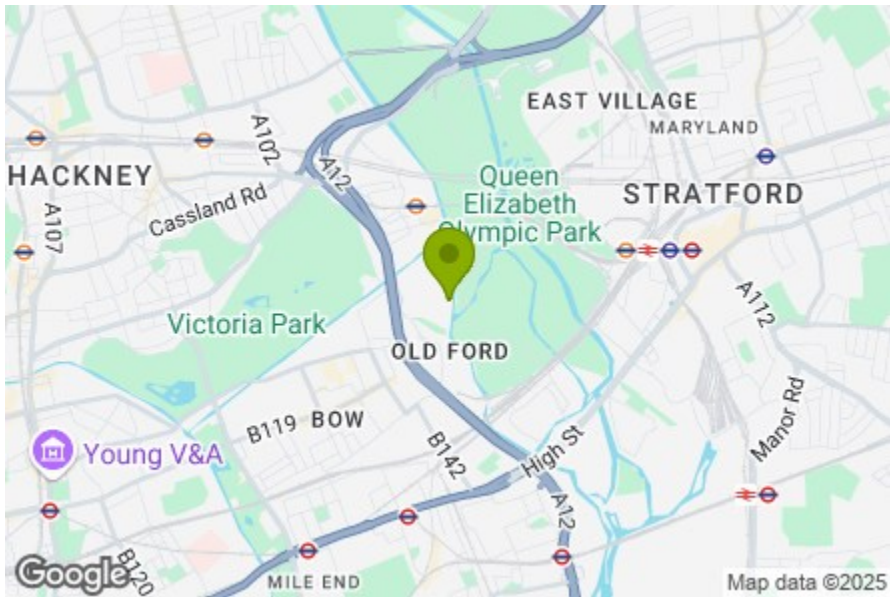 EAST VILLAGE
MARYLAND
A102
HACKNEY
A12
Queen
Elizabeth
Olympic Park
STRATFORD
Cassland Rd
A107
A112
Victoria Park
OLD FORD
Manor Rd
B119
BOW
B142
High St
Young V&A
A12
B120
MILE END
Google
Map data ©2025